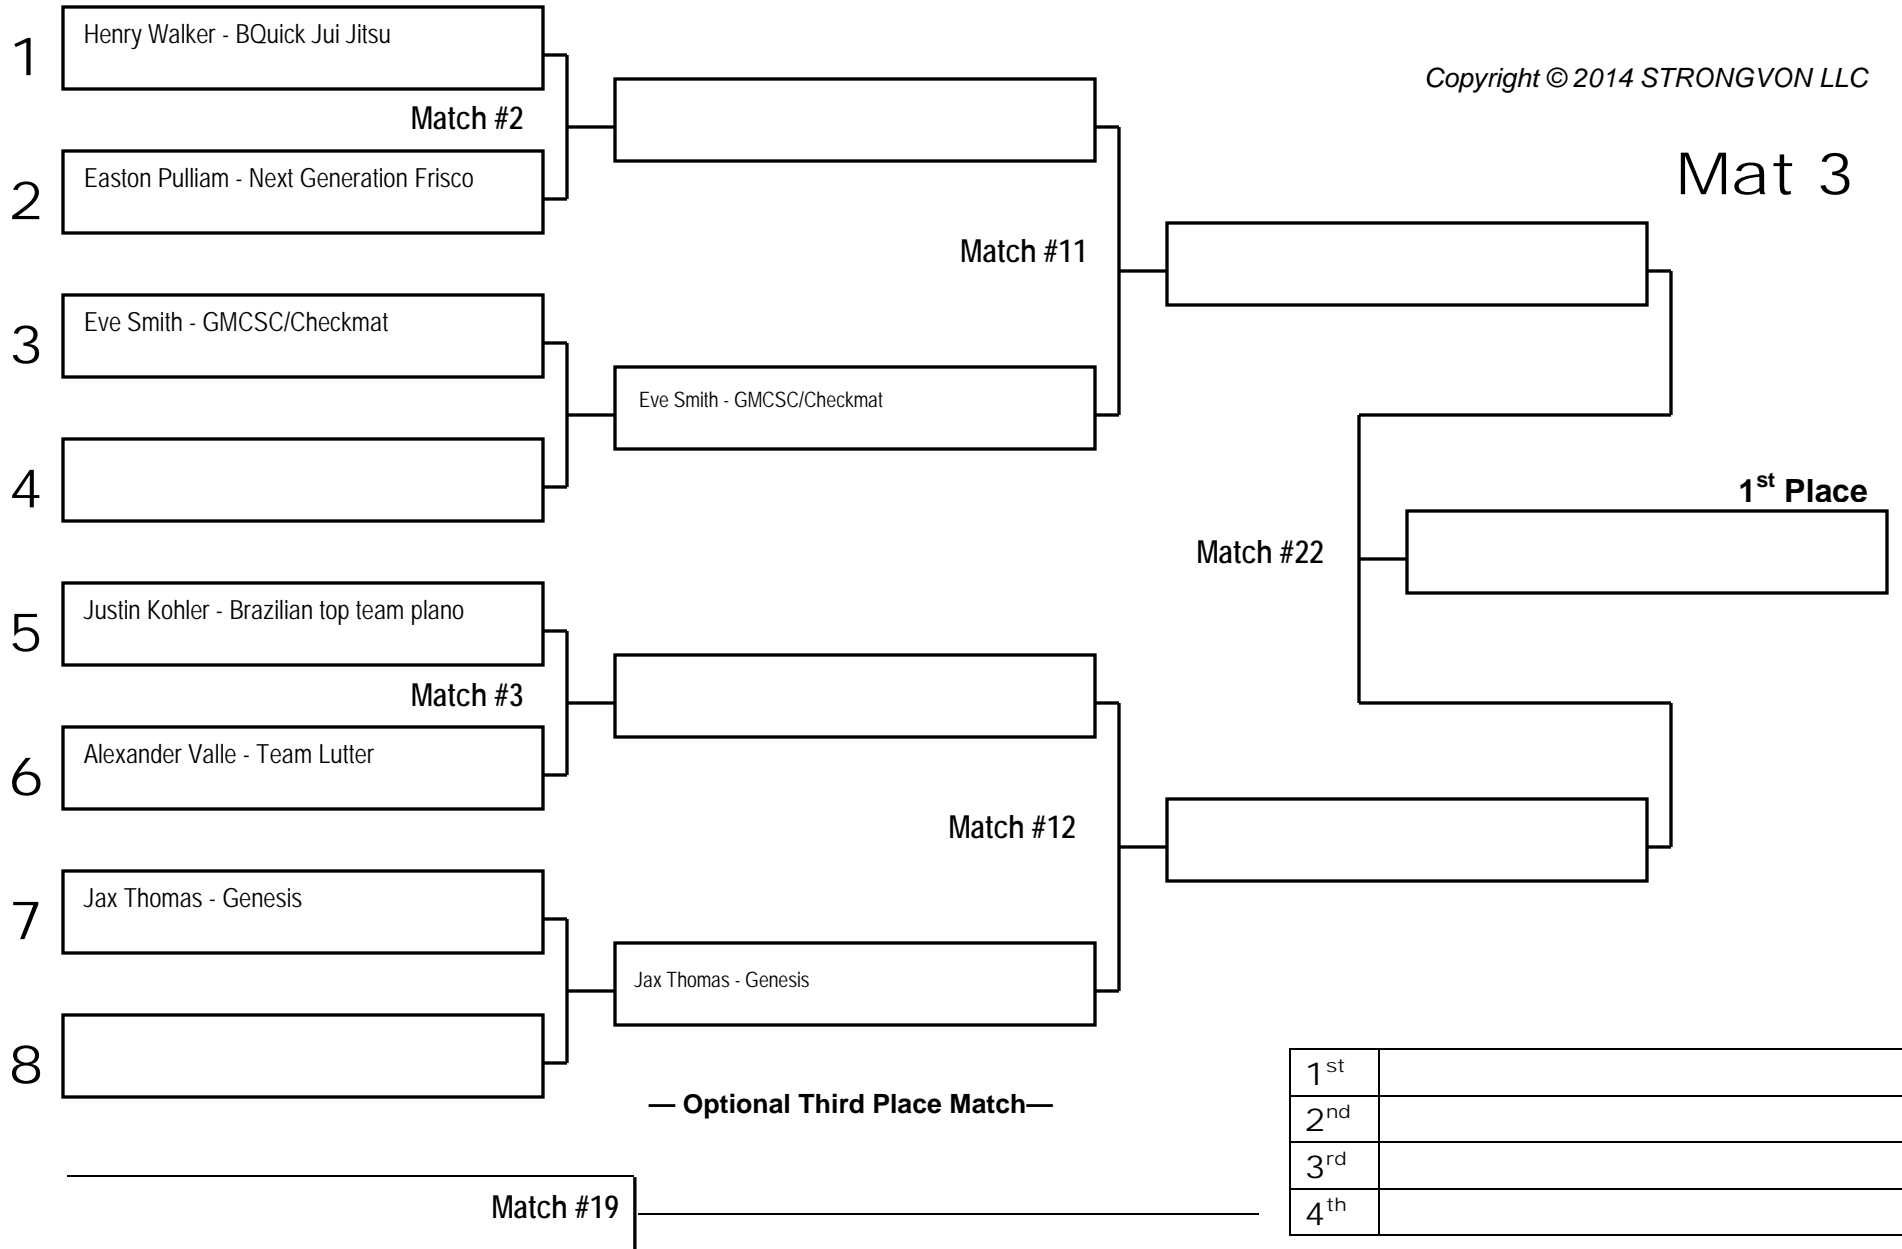 1
Henry Walker - BQuick Jui Jitsu
Copyright © 2014 STRONGVON LLC
Match #2
Mat 3
2
Easton Pulliam - Next Generation Frisco
Match #11
3
Eve Smith - GMCSC/Checkmat
Eve Smith - GMCSC/Checkmat
4
1st Place
Match #22
5
Justin Kohler - Brazilian top team plano
Match #3
6
Alexander Valle - Team Lutter
Match #12
7
Jax Thomas - Genesis
Jax Thomas - Genesis
8
— Optional Third Place Match—
1st
2nd
3rd
4th
Match #19